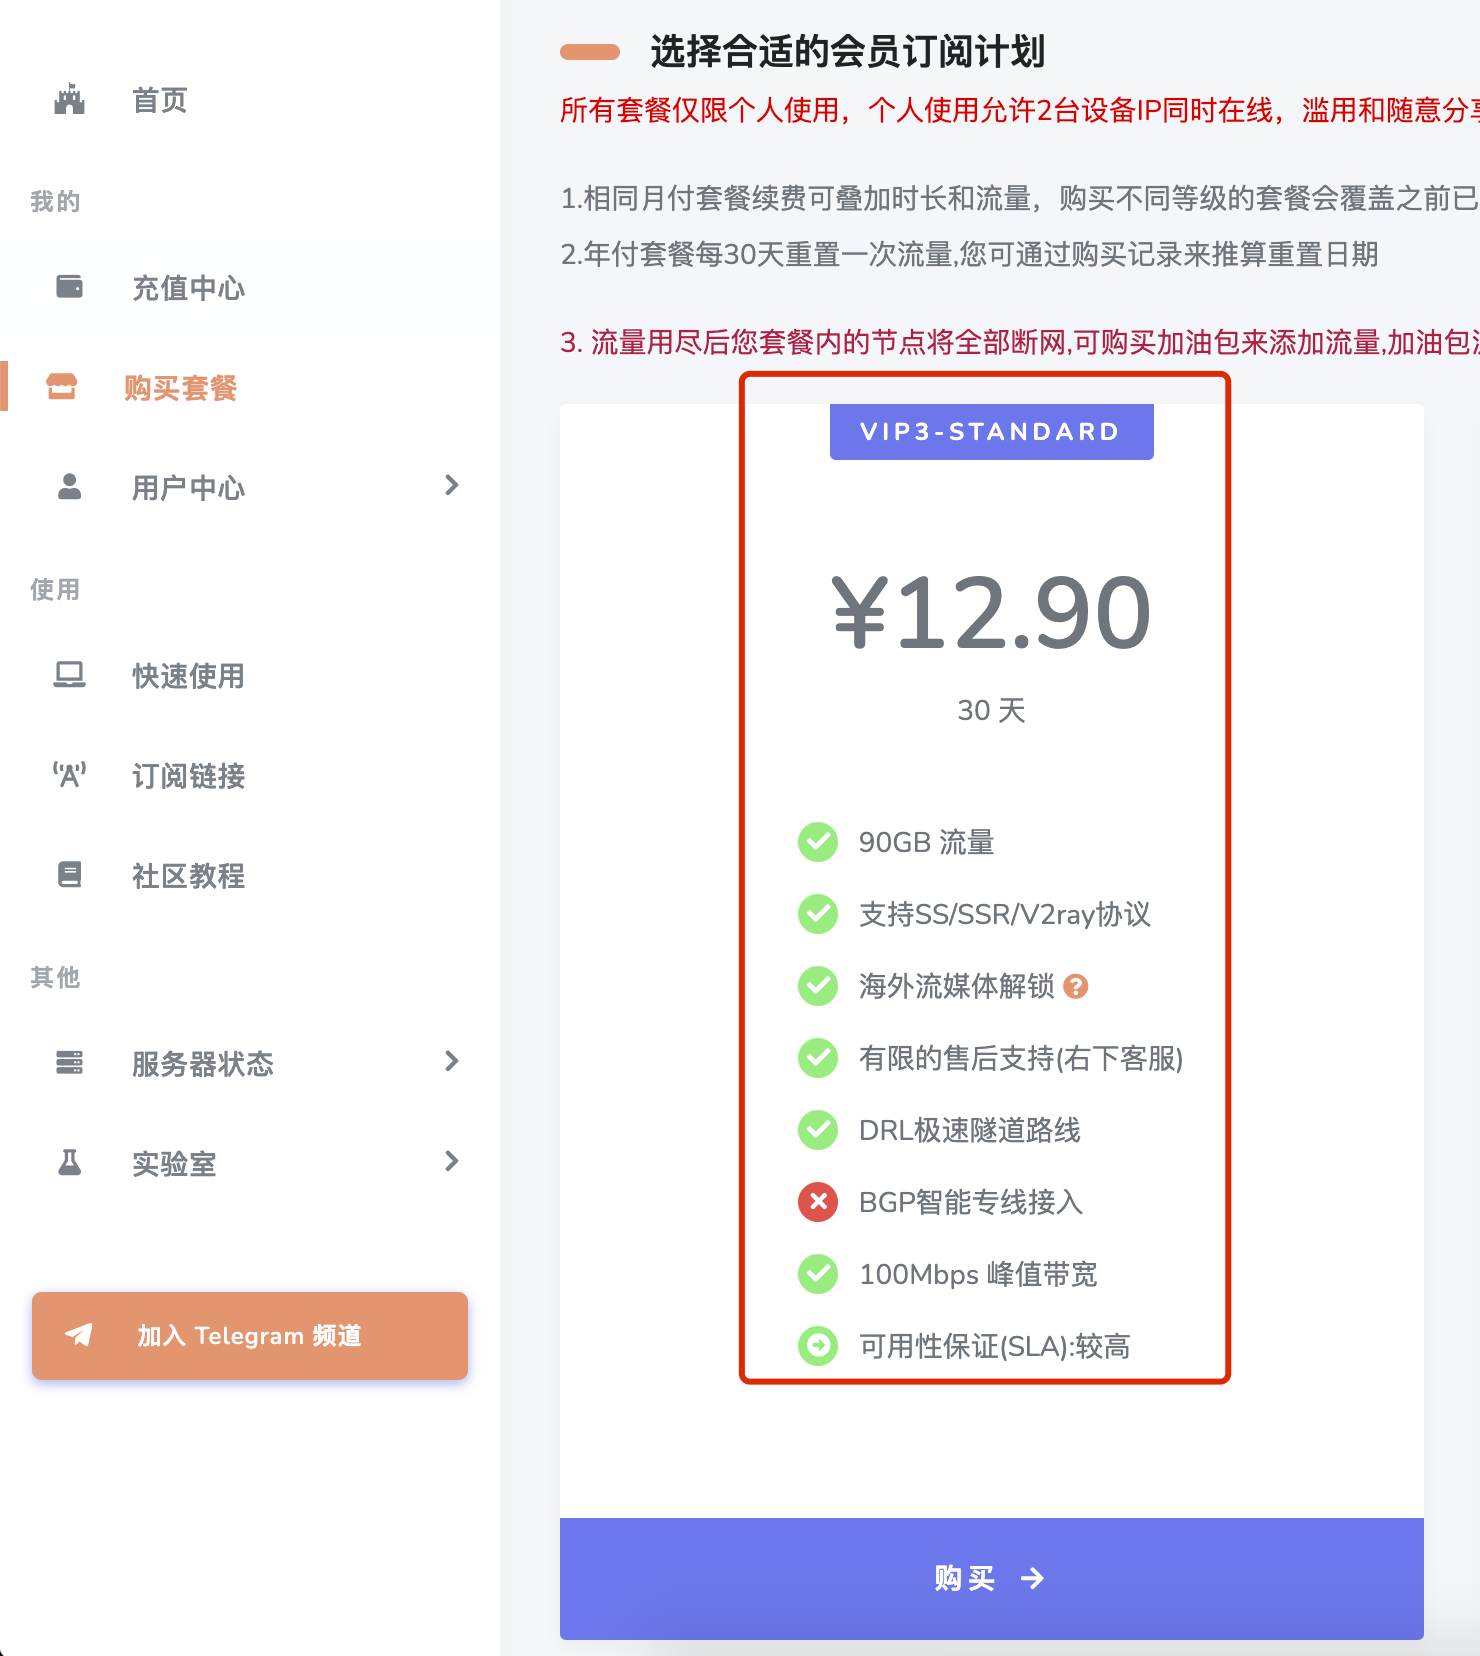 首页
我的
充值中心
购买套餐
用户中心
使用
快速使用
订阅链接
社区教程
其他
服务器状态
实验室
加入 Telegram 频道
选择合适的会员订阅计划
所有套餐仅限个人使用，个人使用允许2台设备IP同时在线，滥用和随意分享
1.相同月付套餐续费可叠加时长和流量，购买不同等级的套餐会覆盖之前已
2.年付套餐每30天重置一次流量,您可通过购买记录来推算重置日期
3. 流量用尽后您套餐内的节点将全部断网,可购买加油包来添加流量,加油包
VIP3-STANDARD
¥12.90
30 天
90GB 流量
支持SS/SSR/V2ray协议
海外流媒体解锁
有限的售后支持(右下客服)
DRL极速隧道路线
BGP智能专线接入
100Mbps 峰值带宽
可用性保证(SLA):较高
购买